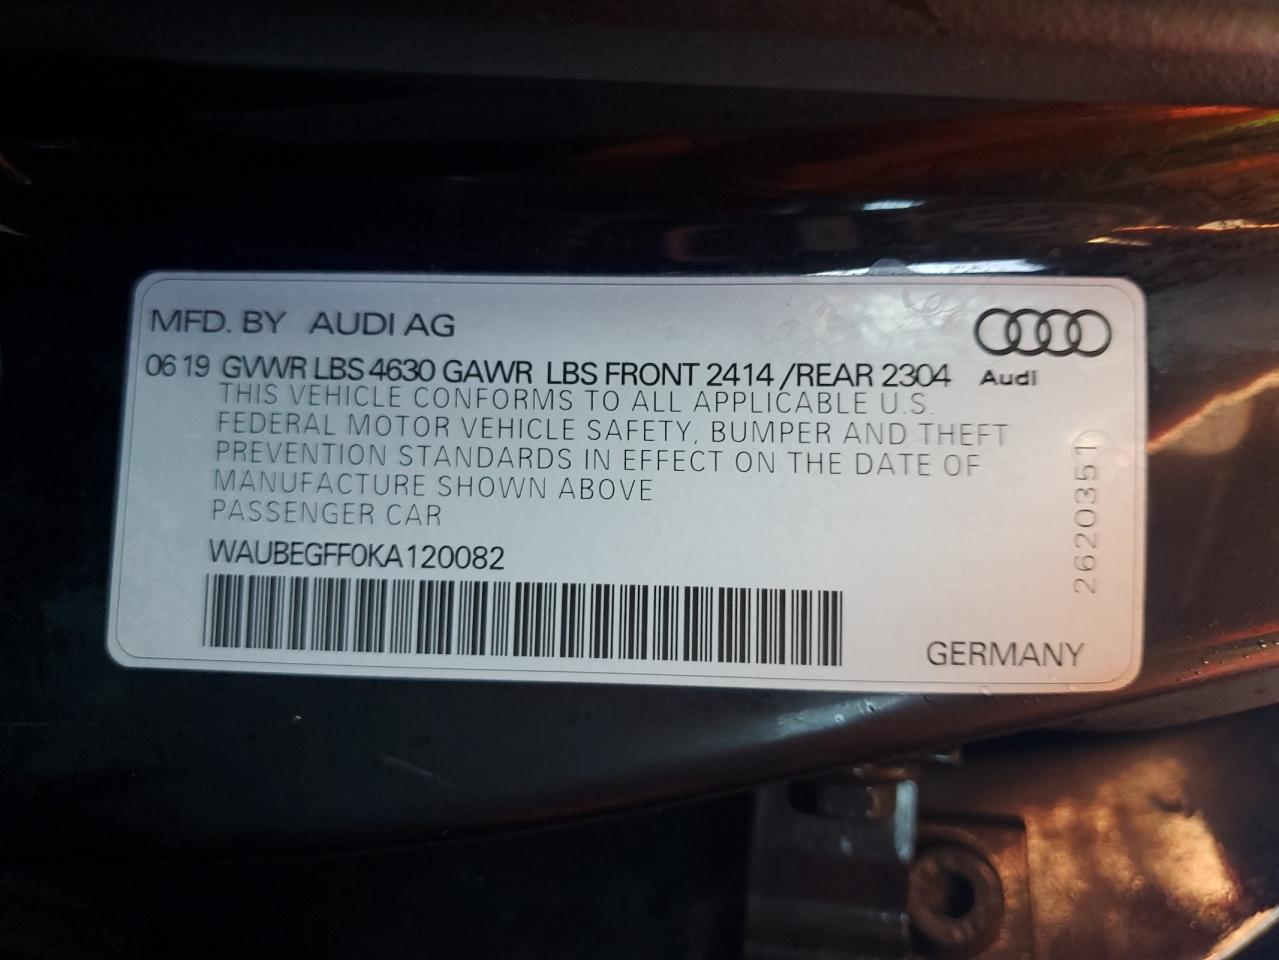 MFD. BY AUDI AG
06 19 GVWR LBS 4630 GAWR LBS FRONT 2414 /REAR 2304
Audi
THIS VEHICLE CONFORMS TO ALL APPLICABLE U.S.
FEDERAL MOTOR VEHICLE SAFETY, BUMPER AND THEFT
PREVENTION STANDARDS IN EFFECT ON THE DATE OF
MANUFACTURE SHOWN ABOVE
PASSENGER CAR
WAUBEGFF0KA120082
GERMANY
26203511